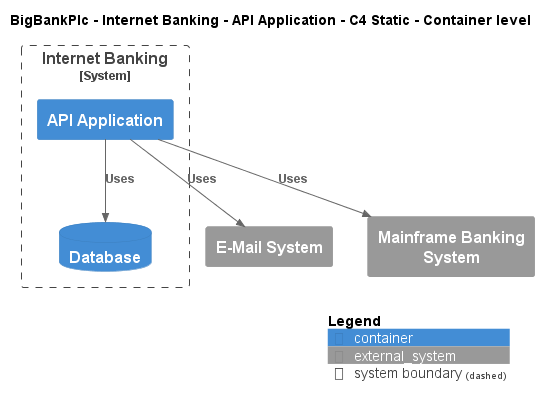 BigBankPlc - Internet Banking - API Application - C4 Static - Container level
Internet Banking
[System]
API Application
Uses
Uses
Uses
Database
E-Mail System
Mainframe Banking
System
Legend
container
external_system
system boundary (dashed)